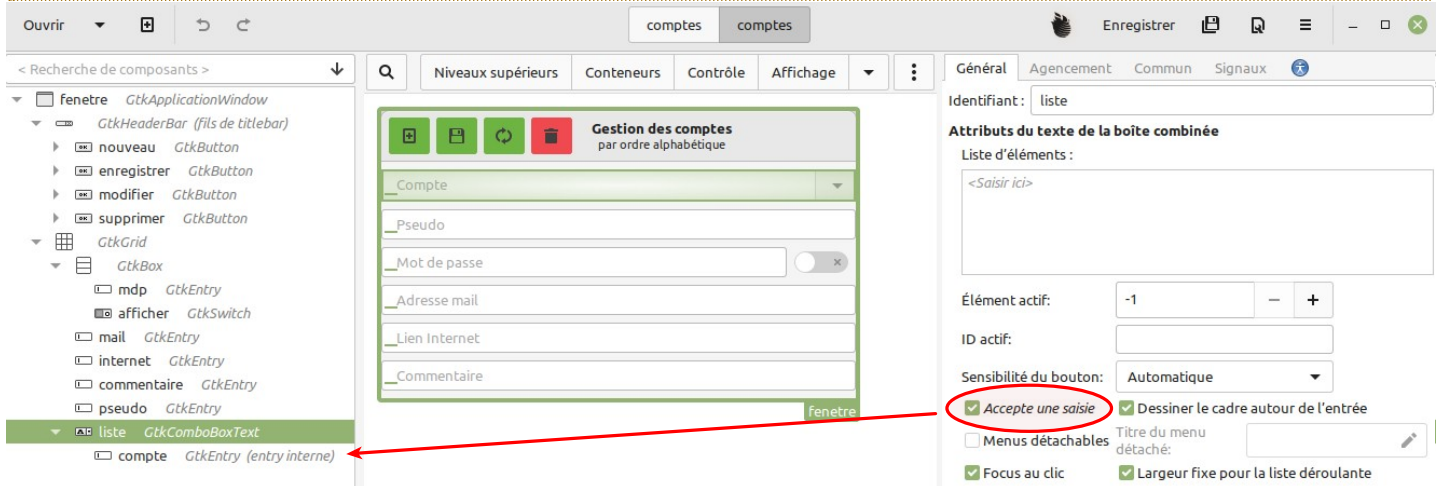 Ouvrir
comptes comptes
Enregistrer
< Recherche de composants >
fenetre GtkApplicationWindow
GtkHeaderBar (fils de titlebar)
OK nouveau GtkButton
OK enregistrer GtkButton
OK modifier GtkButton
OK supprimer GtkButton
GtkGrid
GtkBox
mdp GtkEntry
afficher GtkSwitch
mail GtkEntry
internet GtkEntry
commentaire GtkEntry
pseudo GtkEntry
liste GtkComboBoxText
compte GtkEntry (entry interne)
Niveaux supérieurs Conteneurs Contrôle Affichage
Gestion des comptes
par ordre alphabétique
_Compte
_Pseudo
_Mot de passe
_Adresse mail
_Lien Internet
_Commentaire
fenetre
Général Agencement Commun Signaux
Identifiant : liste
Attributs du texte de la boîte combinée
Liste d’éléments :
<Saisir ici>
Élément actif: -1
ID actif:
Sensibilité du bouton: Automatique
Accepte une saisie Dessiner le cadre autour de l’entrée
Menus détachables Titre du menu
détaché:
Focus au clic Largeur fixe pour la liste déroulante